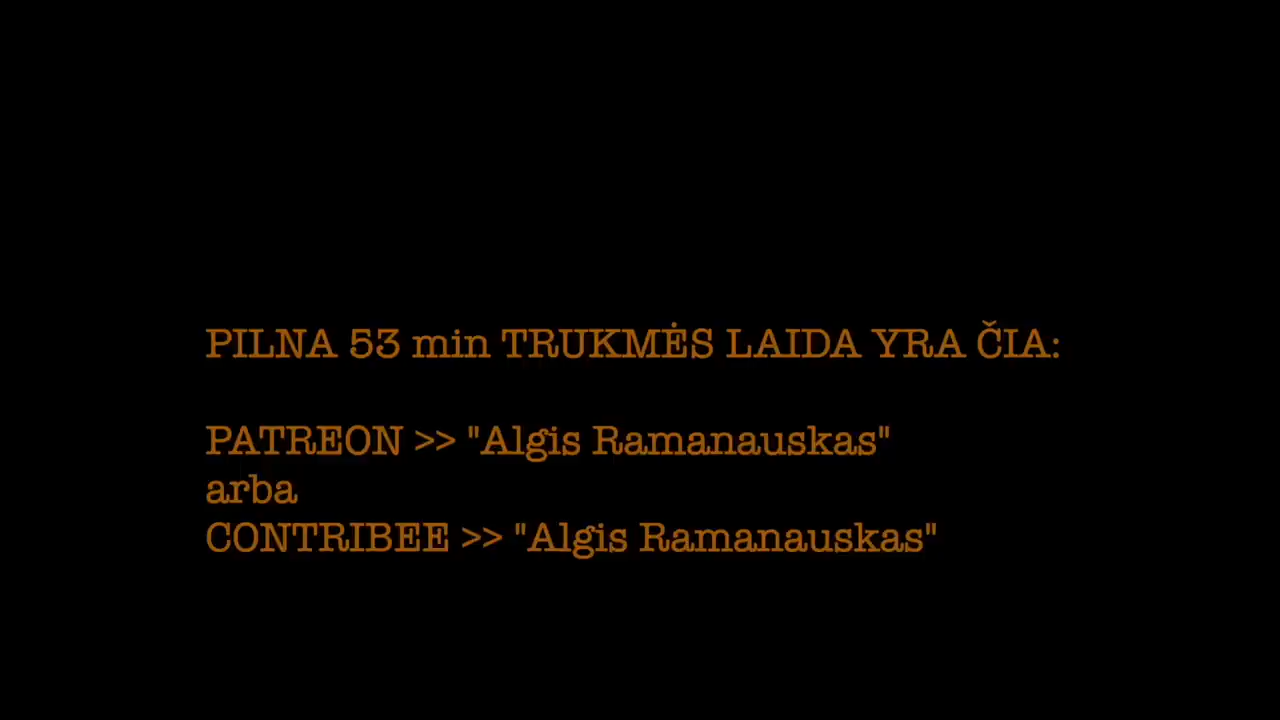 PILNA 53 min TRUKMĖS LAIDA YRA ČIA:
PATREON >> "Algis Ramanauskas"
arba
CONTRIBEE >> "Algis Ramanauskas"